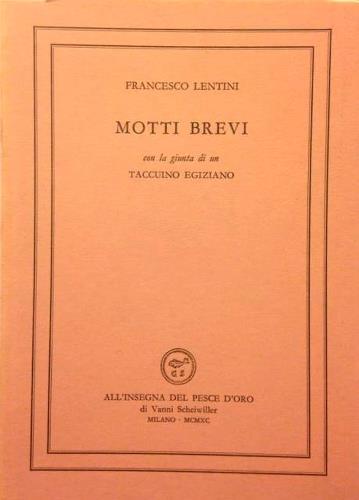 FRANCESCO LENTINI
MOTTI BREVI
con la giunta di un
TACCUINO EGIZIANO
ALL'INSEGNA DEL PESCE D'ORO
di Vanni Scheiwiller
MILANO - MCMXC